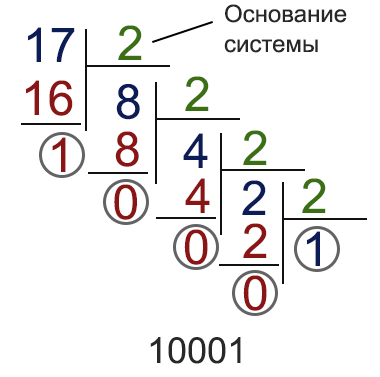 Основание
системы
17 2
16 8 2
1 8 4 2
0 4 2 2
0 2 1
0
10001